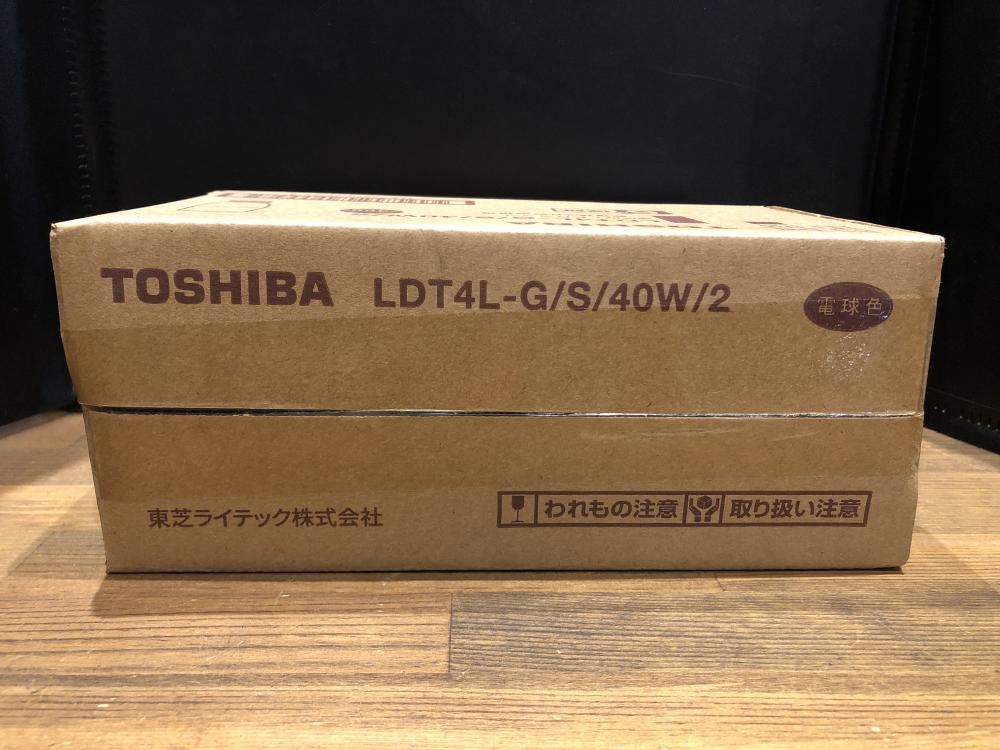 TOSHIBA LDT4L-G/S/40W/2 電球色
東芝ライテック株式会社 われもの注意 取り扱い注意